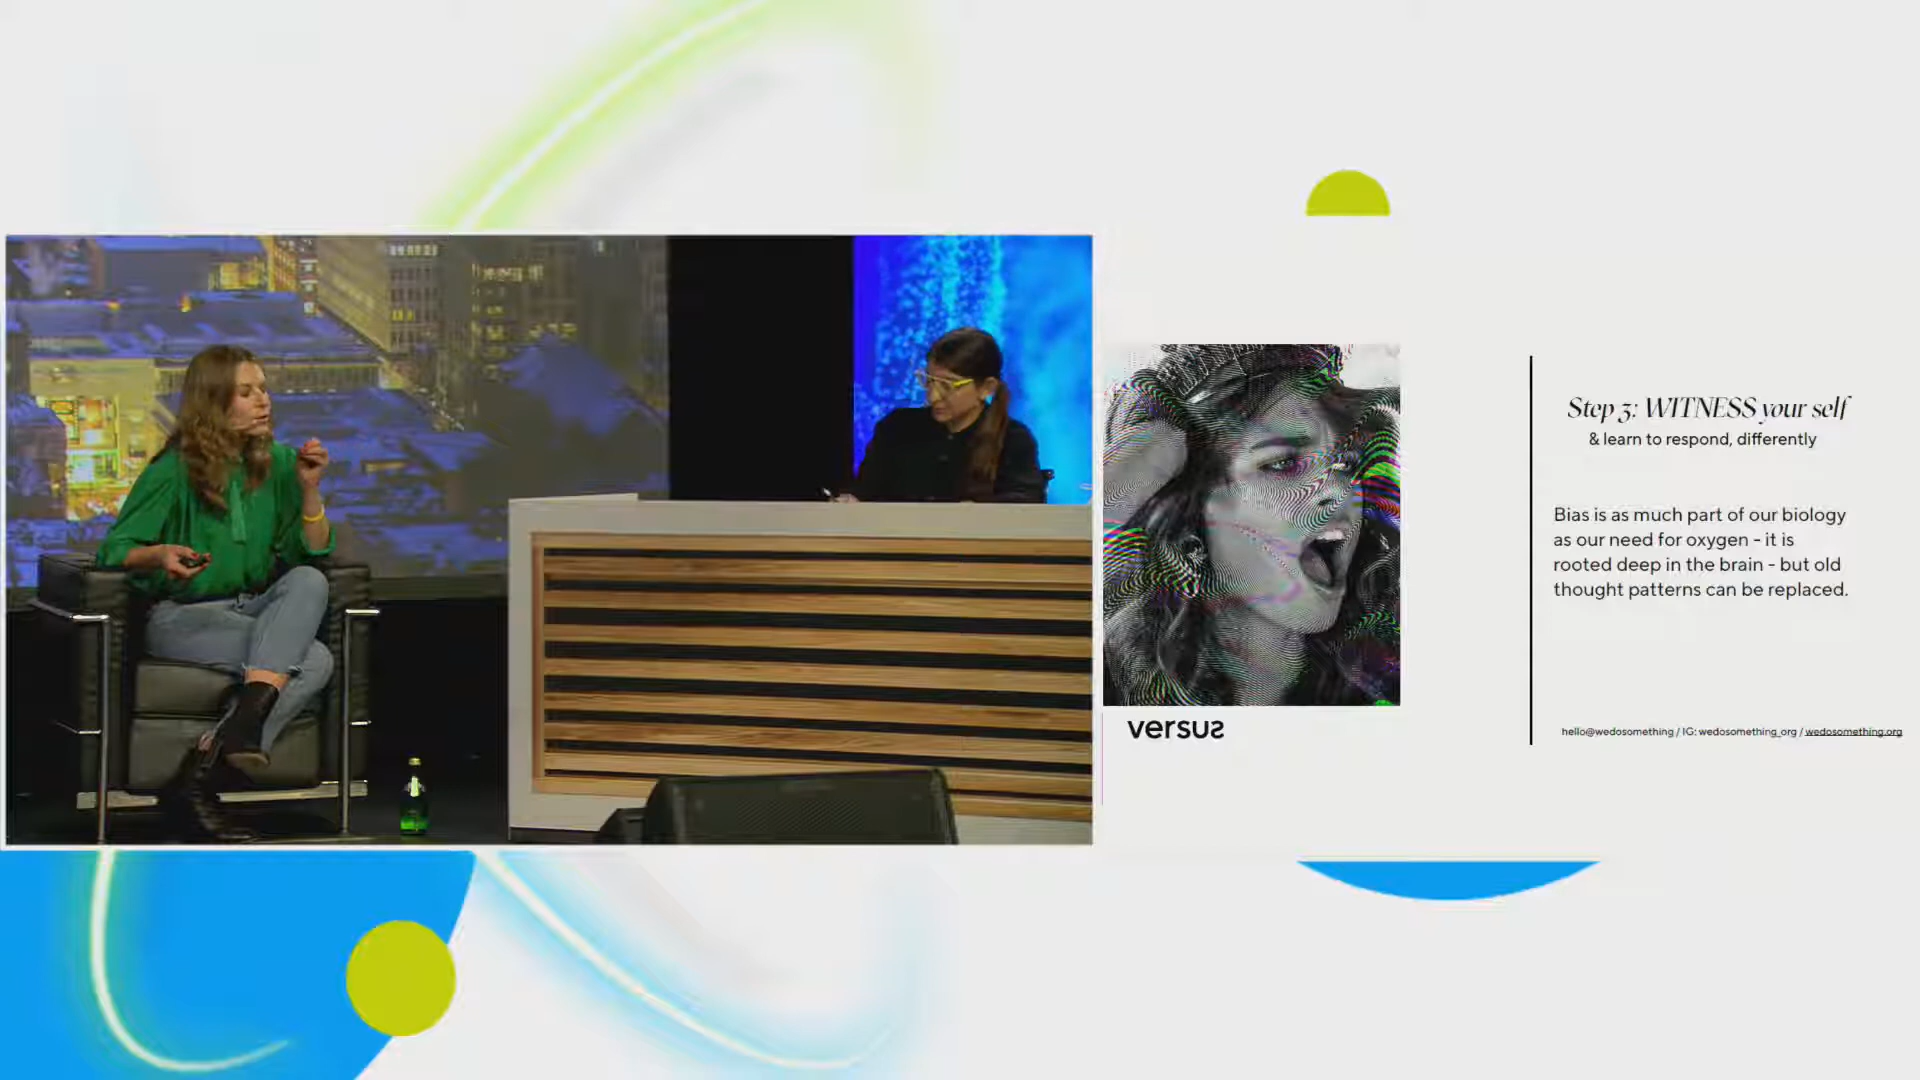 Step 3: WITNESS your self
& learn to respond, differently
Bias is as much part of our biology
as our need for oxygen - it is
rooted deep in the brain - but old
thought patterns can be replaced.
versus
hello@wedosomething / IG: wedosomething_org / wedosomething.org